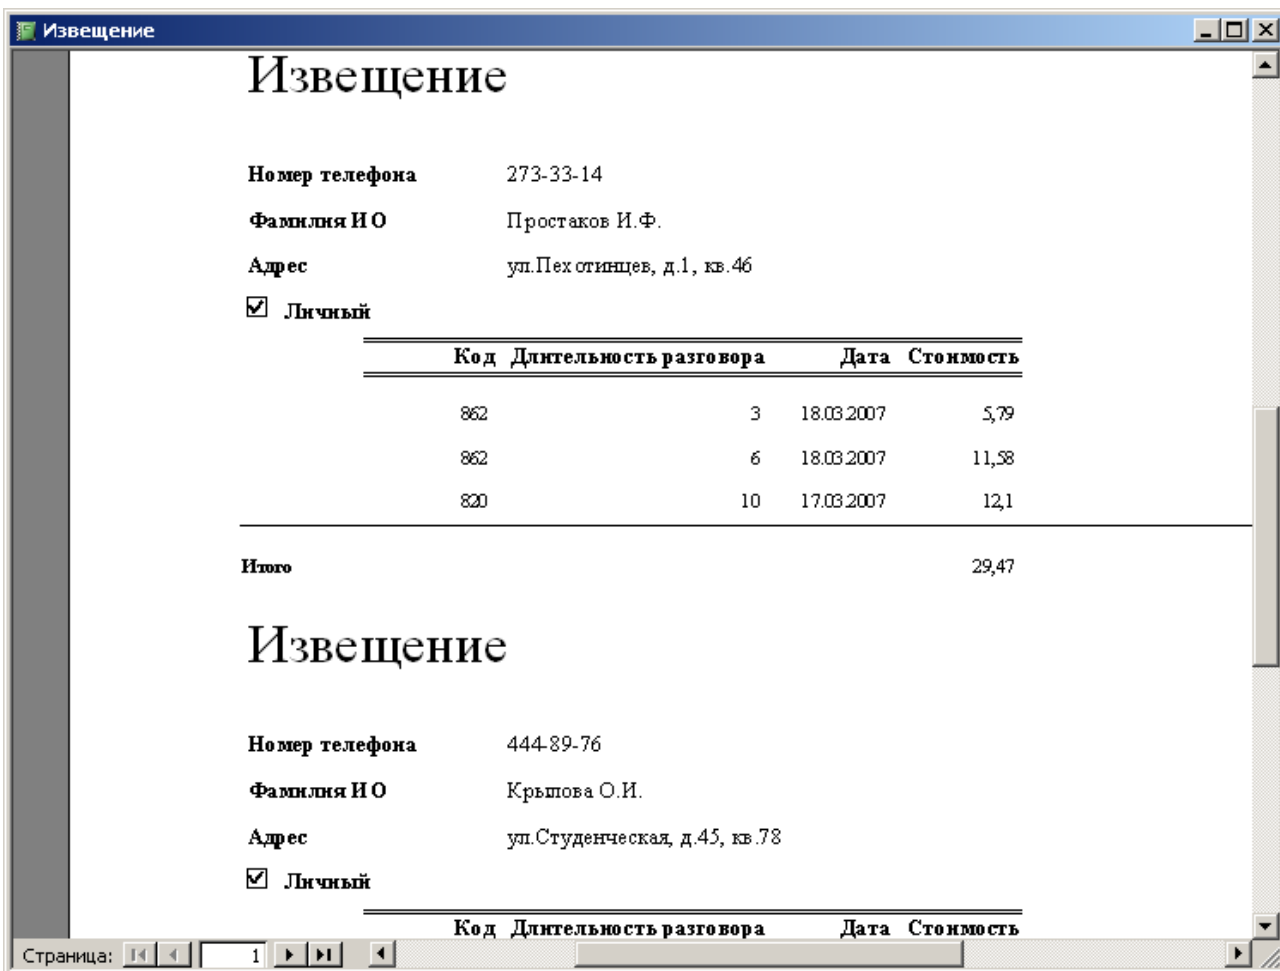 Извещение
Извещение
Номер телефона 273-33-14
Фамилия И О Простаков И.Ф.
Адрес ул.Пехотинцев, д.1, кв.46
Личный
Код Длительность разговора Дата Стоимость
862 3 18.03.2007 5,79
862 6 18.03.2007 11,58
820 10 17.03.2007 12,1
Итого 29,47
Извещение
Номер телефона 444-89-76
Фамилия И О Крылова О.И.
Адрес ул.Студенческая, д.45, кв.78
Личный
Код Длительность разговора Дата Стоимость
Страница: 1